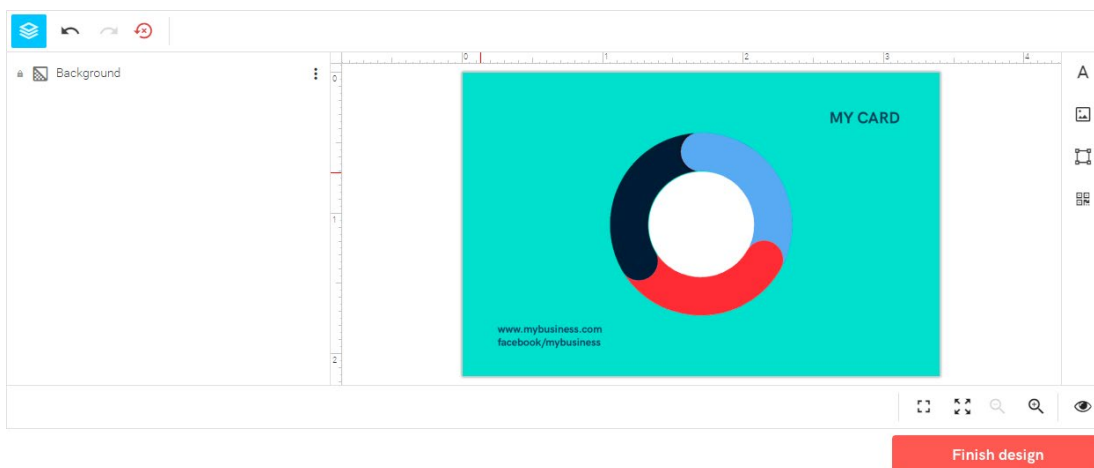 Background
0 1 2 3 4
0
1
2
MY CARD
www.mybusiness.com
facebook/mybusiness
A
Finish design